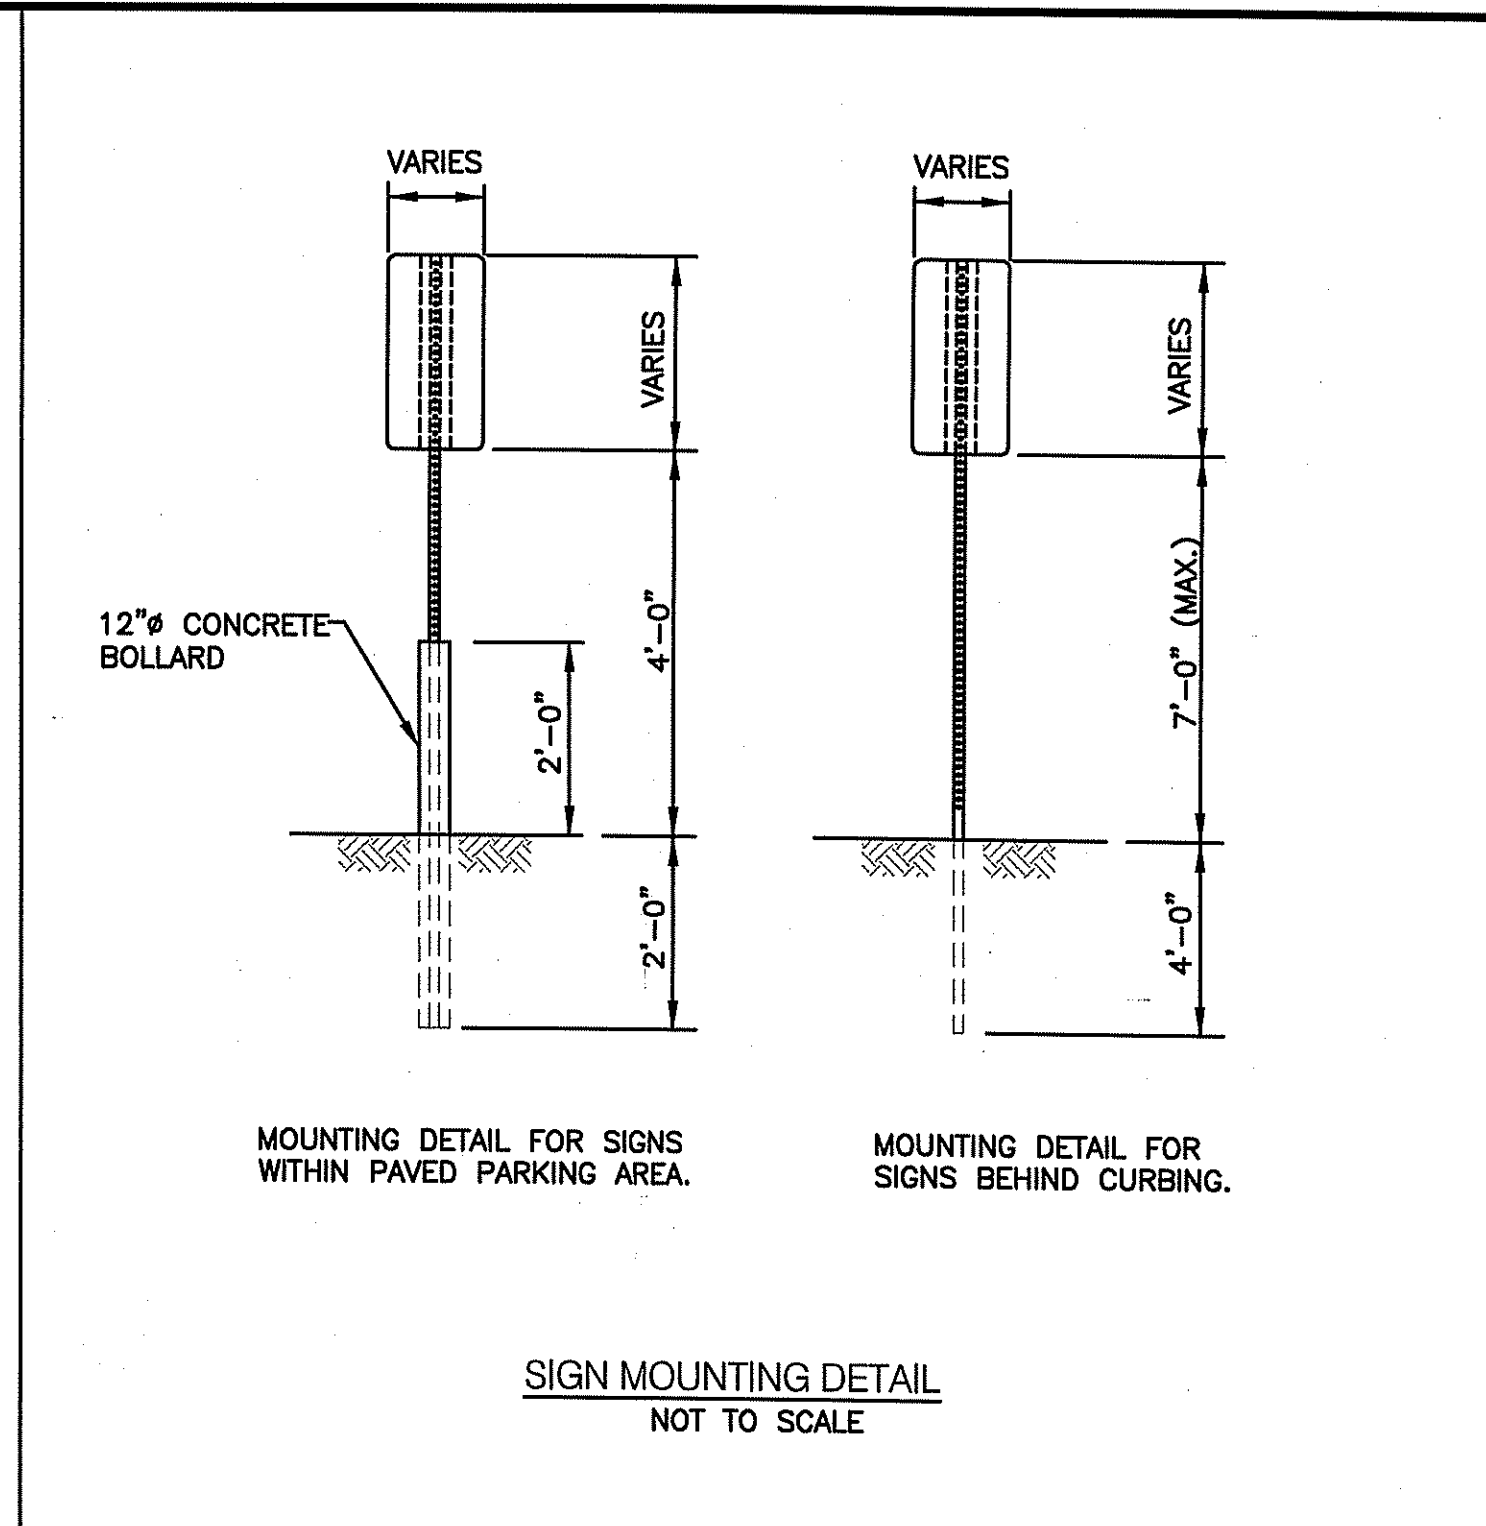 VARIES
VARIES
12"ø CONCRETE
BOLLARD
2'-0"
4'-0"
2'-0"
MOUNTING DETAIL FOR SIGNS
WITHIN PAVED PARKING AREA.
VARIES
VARIES
7'-0" (MAX.)
4'-0"
MOUNTING DETAIL FOR
SIGNS BEHIND CURBING.
SIGN MOUNTING DETAIL
NOT TO SCALE